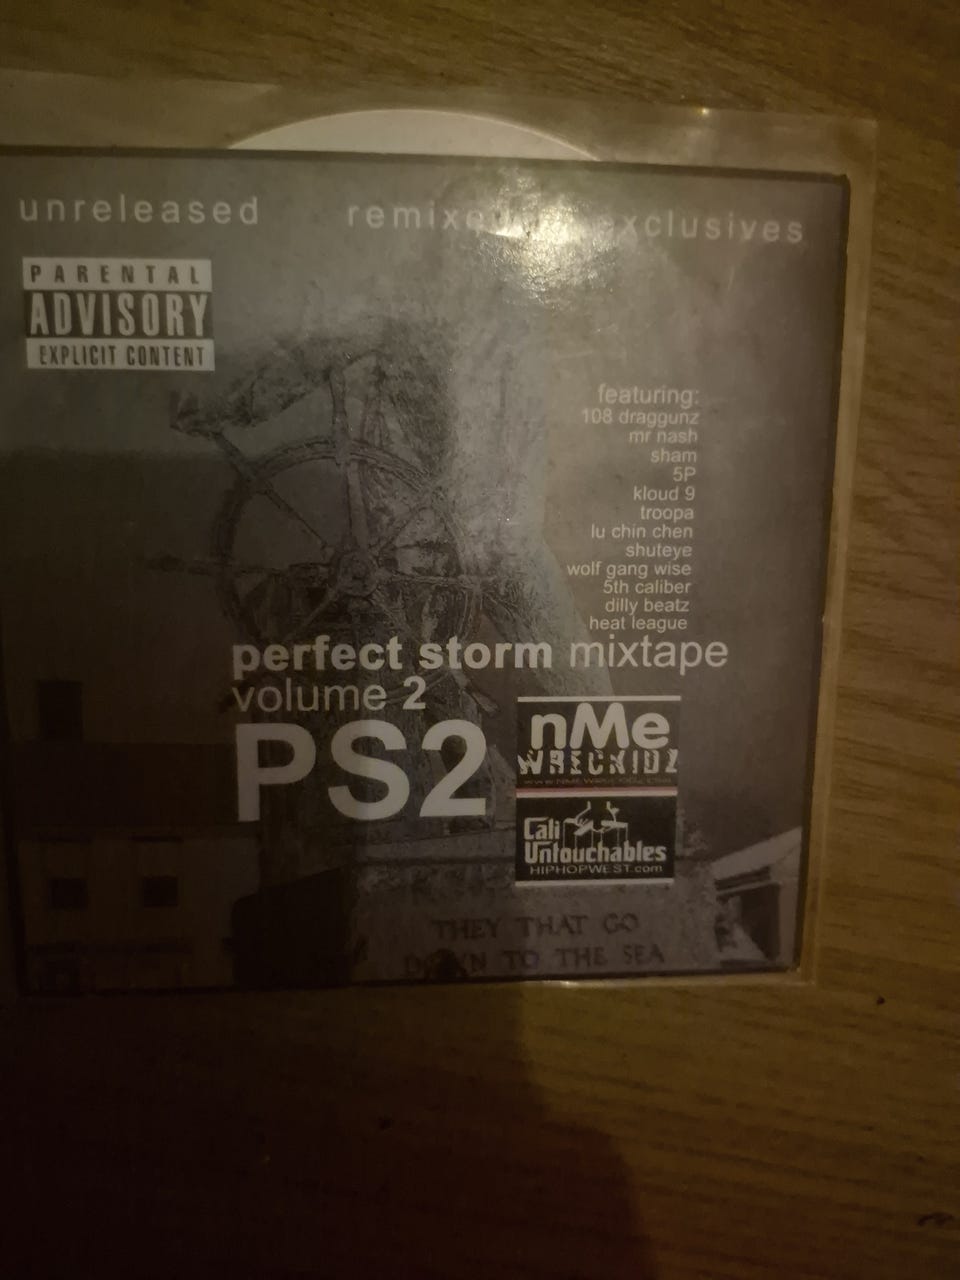 unreleased remixes exclusives
PARENTAL
ADVISORY
EXPLICIT CONTENT
featuring:
108 draggunz
mr nash
sham
5P
kloud 9
troopa
lu chin chen
shuteye
wolf gang wise
5th caliber
dilly beatz
heat league
perfect storm mixtape
volume 2
PS2
nMe
WRECKIDZ
Cali
Untouchables
HIPHOPWEST.com
THEY THAT GO
DOWN TO THE SEA